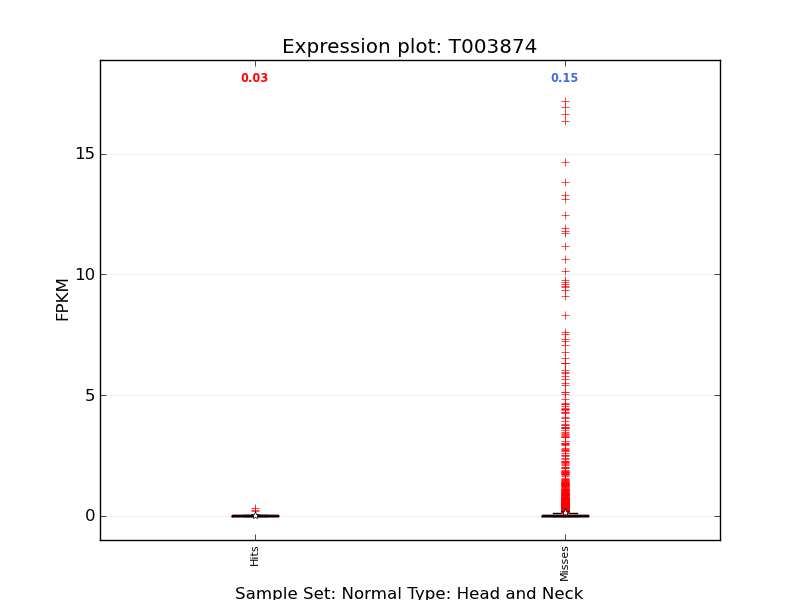 Expression plot: T003874
0.03
0.15
15
10
5
0
FPKM
Hits
Misses
Sample Set: Normal Type: Head and Neck